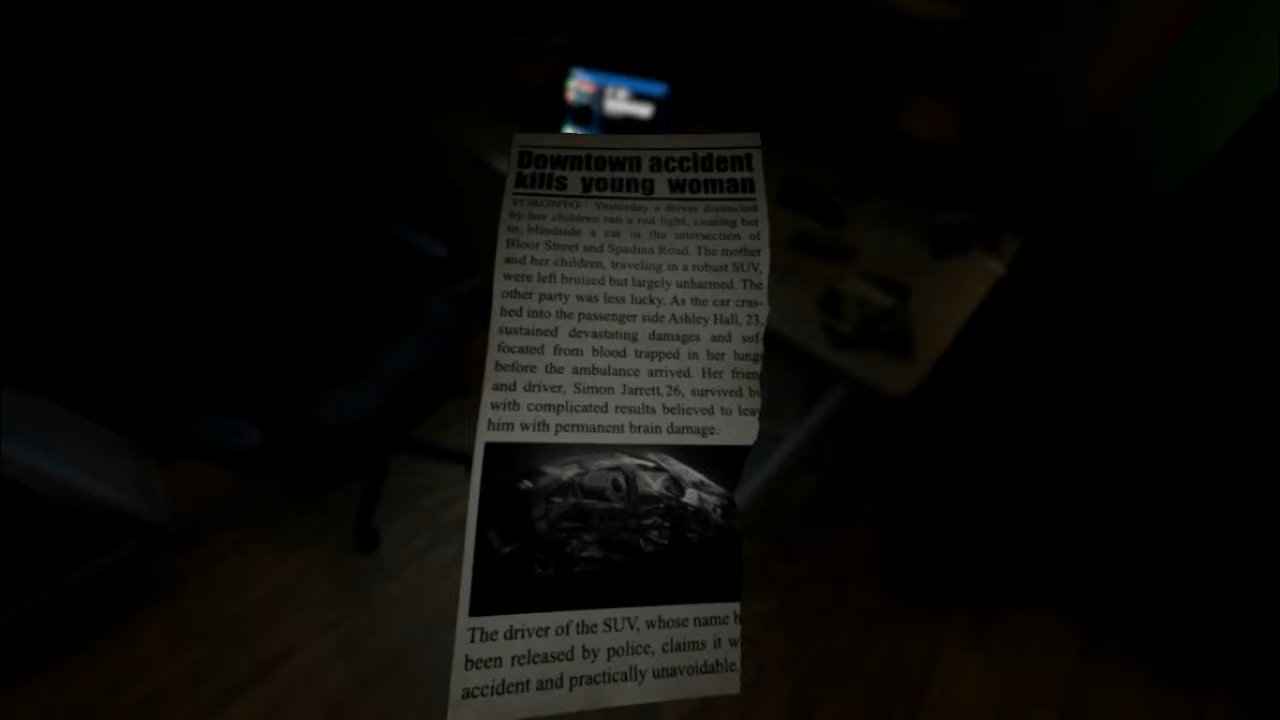 Downtown accident
kills young woman
TORONTO - Yesterday a driver distracted
by her children ran a red light, causing her
to blindside a car in the intersection of
Bloor Street and Spadina Road. The mother
and her children, traveling in a robust SUV,
were left bruised but largely unharmed. The
other party was less lucky. As the car cras-
hed into the passenger side Ashley Hall, 23,
sustained devastating damages and suf-
focated from blood trapped in her lung
before the ambulance arrived. Her frien
and driver, Simon Jarrett, 26, survived b
with complicated results believed to lea
him with permanent brain damage.
The driver of the SUV, whose name h
been released by police, claims it w
accident and practically unavoidable.